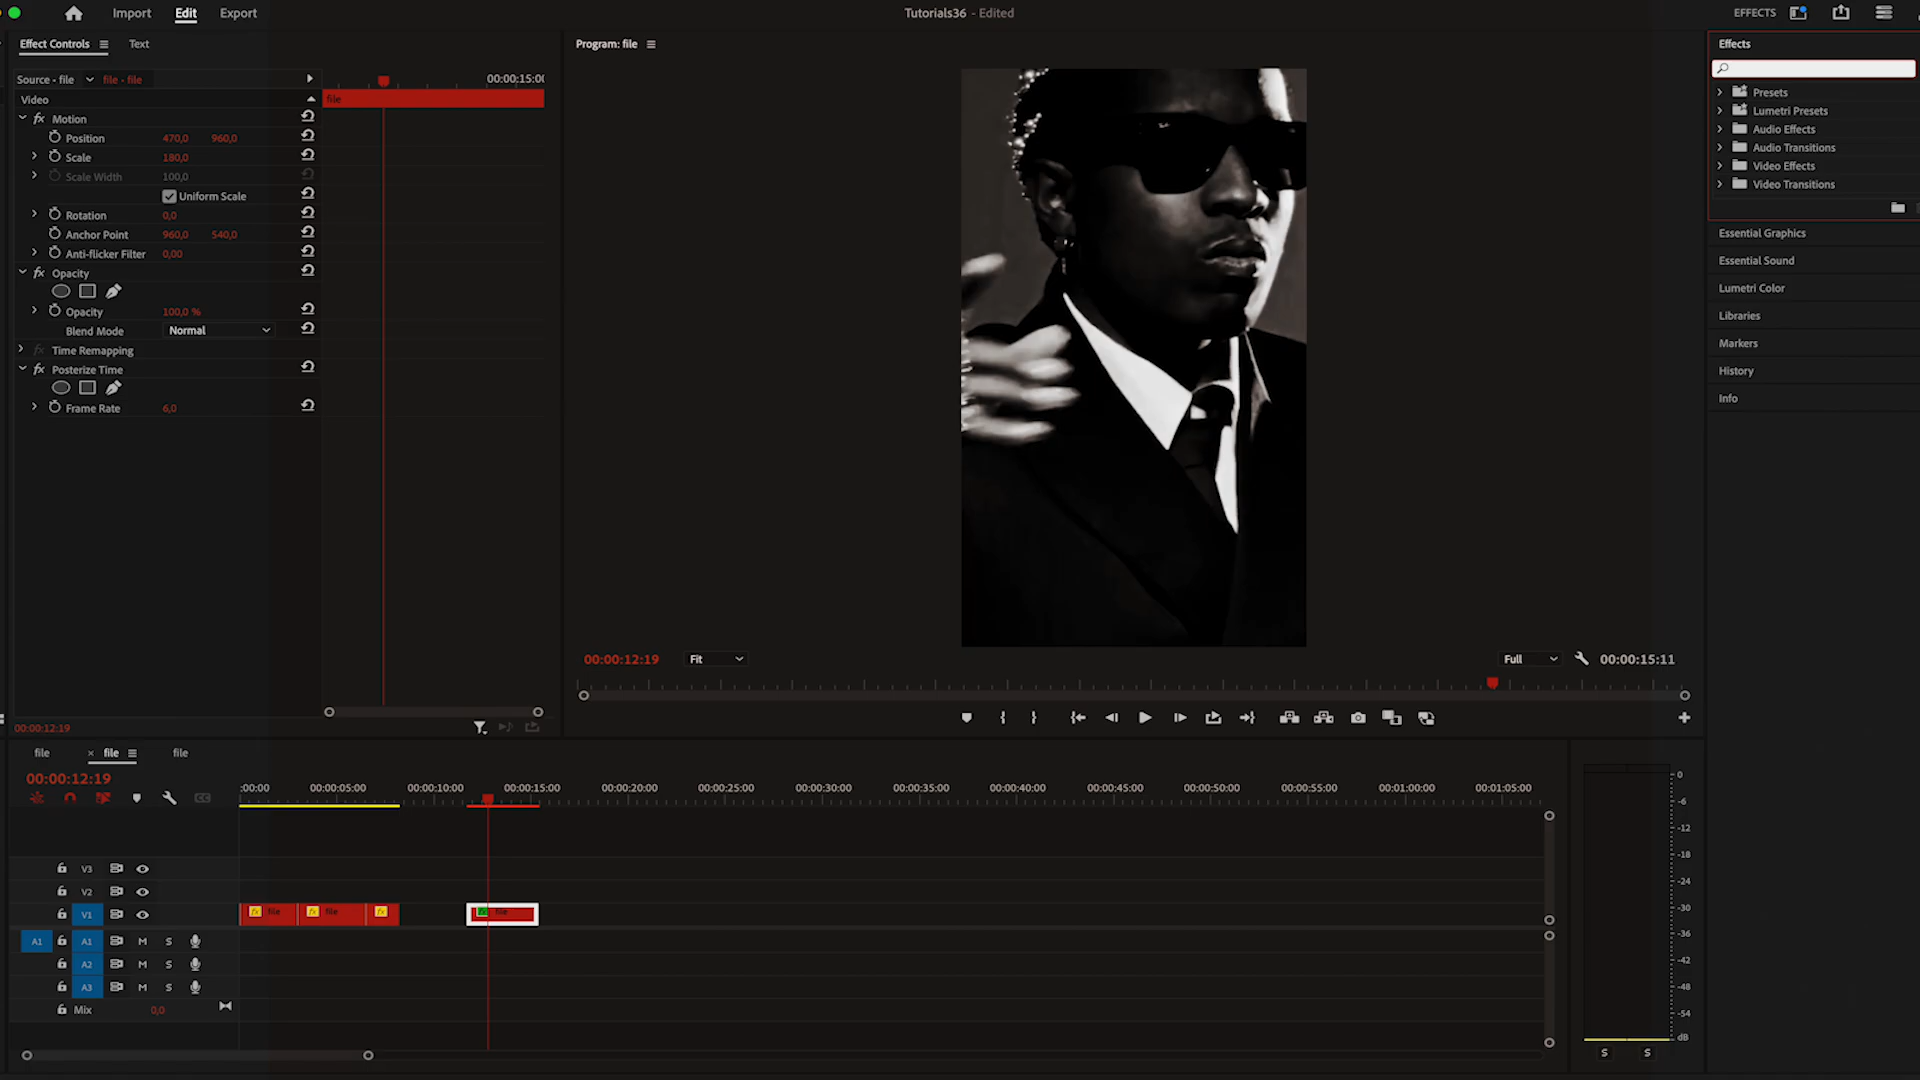 Import Edit Export
Tutorials36 - Edited
EFFECTS
Effect Controls Text
Source - file file - file 00:00:15:00
Video file
fx Motion
Position 470,0 960,0
Scale 180,0
Scale Width 100,0
Uniform Scale
Rotation 0,0
Anchor Point 960,0 540,0
Anti-flicker Filter 0,00
fx Opacity
Opacity 100,0 %
Blend Mode Normal
fx Time Remapping
fx Posterize Time
Frame Rate 6,0
00:00:12:19
Program: file
00:00:12:19 Fit Full 00:00:15:11
Effects
Presets
Lumetri Presets
Audio Effects
Audio Transitions
Video Effects
Video Transitions
Essential Graphics
Essential Sound
Lumetri Color
Libraries
Markers
History
Info
file × file file
00:00:12:19
CC
:00:00 00:00:05:00 00:00:10:00 00:00:15:00 00:00:20:00 00:00:25:00 00:00:30:00 00:00:35:00 00:00:40:00 00:00:45:00 00:00:50:00 00:00:55:00 00:01:00:00 00:01:05:00
V3
V2
V1 fx file fx file fx file
A1 A1 M S
A2 M S
A3 M S
Mix 0,0
0
-6
-12
-18
-24
-30
-36
-42
-48
-54
dB
S S